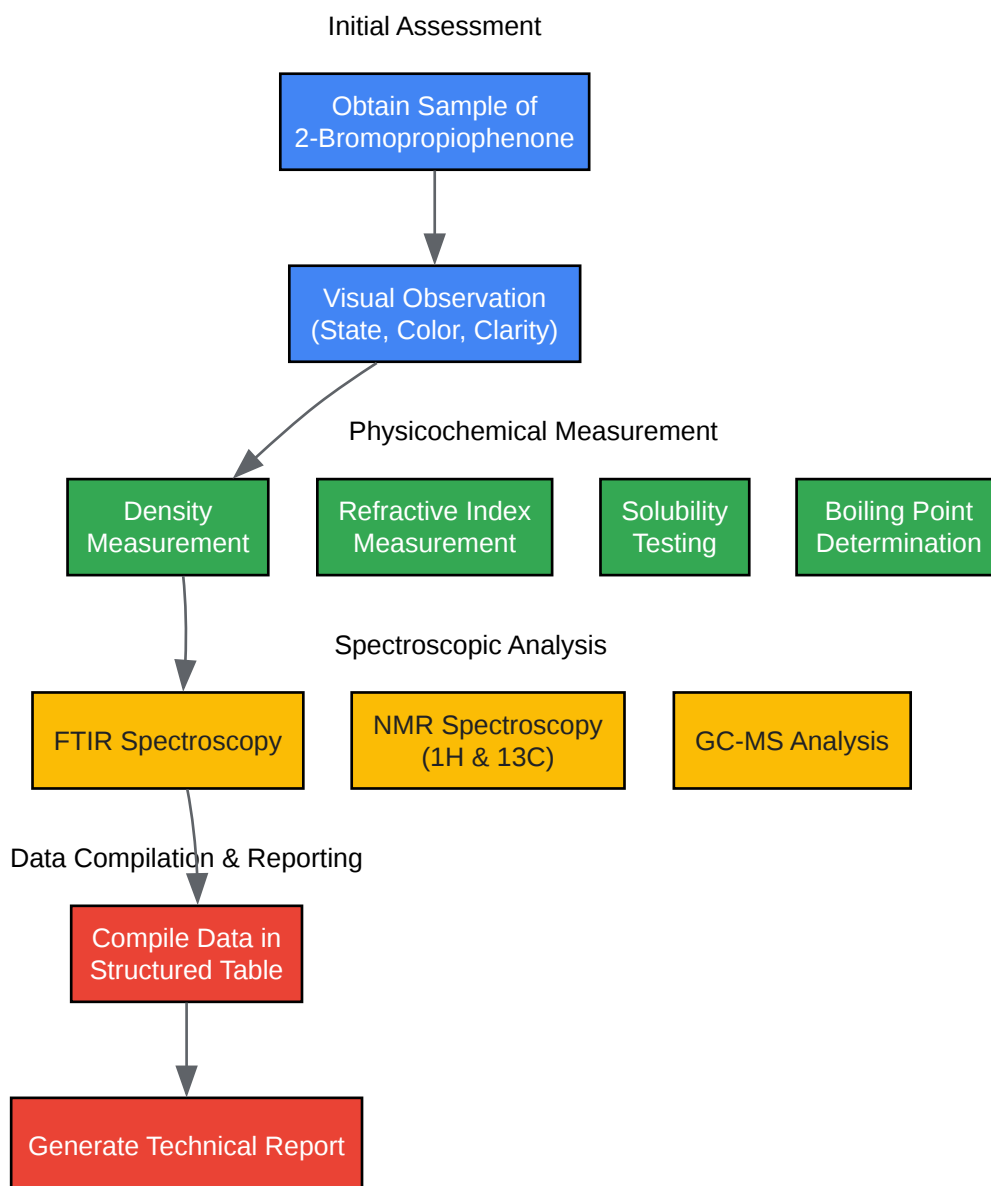 Initial Assessment
Obtain Sample of
2-Bromopropiophenone
Visual Observation
(State, Color, Clarity)
Physicochemical Measurement
Density
Measurement
Refractive Index
Measurement
Solubility
Testing
Boiling Point
Determination
Spectroscopic Analysis
FTIR Spectroscopy
NMR Spectroscopy
(1H & 13C)
GC-MS Analysis
Data Compilation & Reporting
Compile Data in
Structured Table
Generate Technical Report